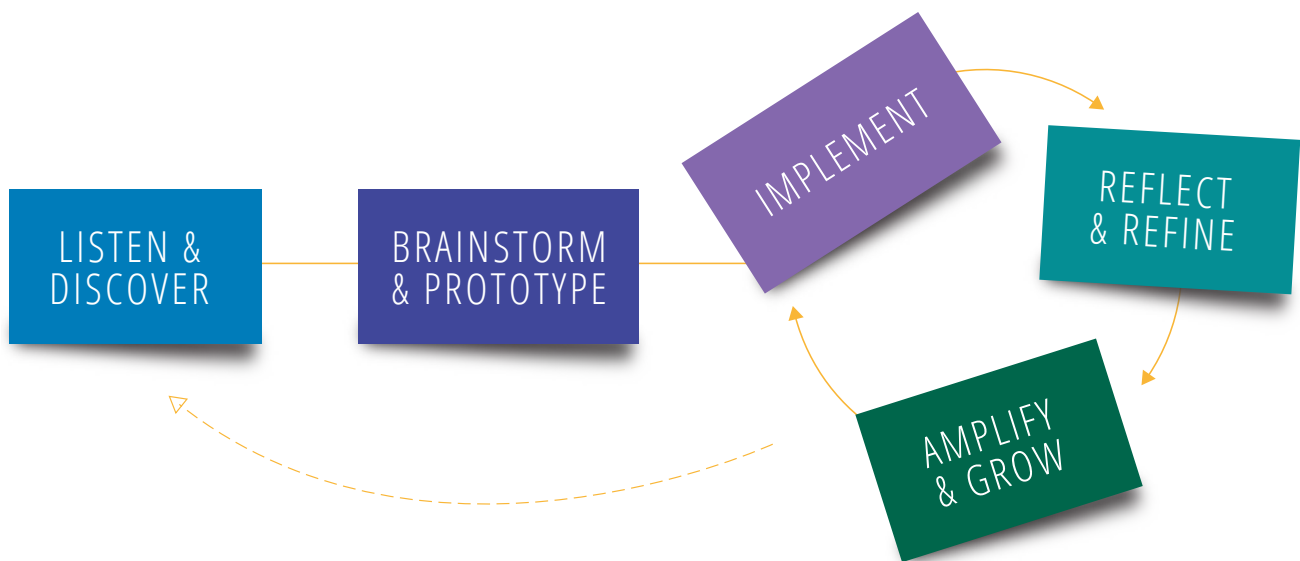 LISTEN &
DISCOVER
BRAINSTORM
& PROTOTYPE
IMPLEMENT
REFLECT
& REFINE
AMPLIFY
& GROW